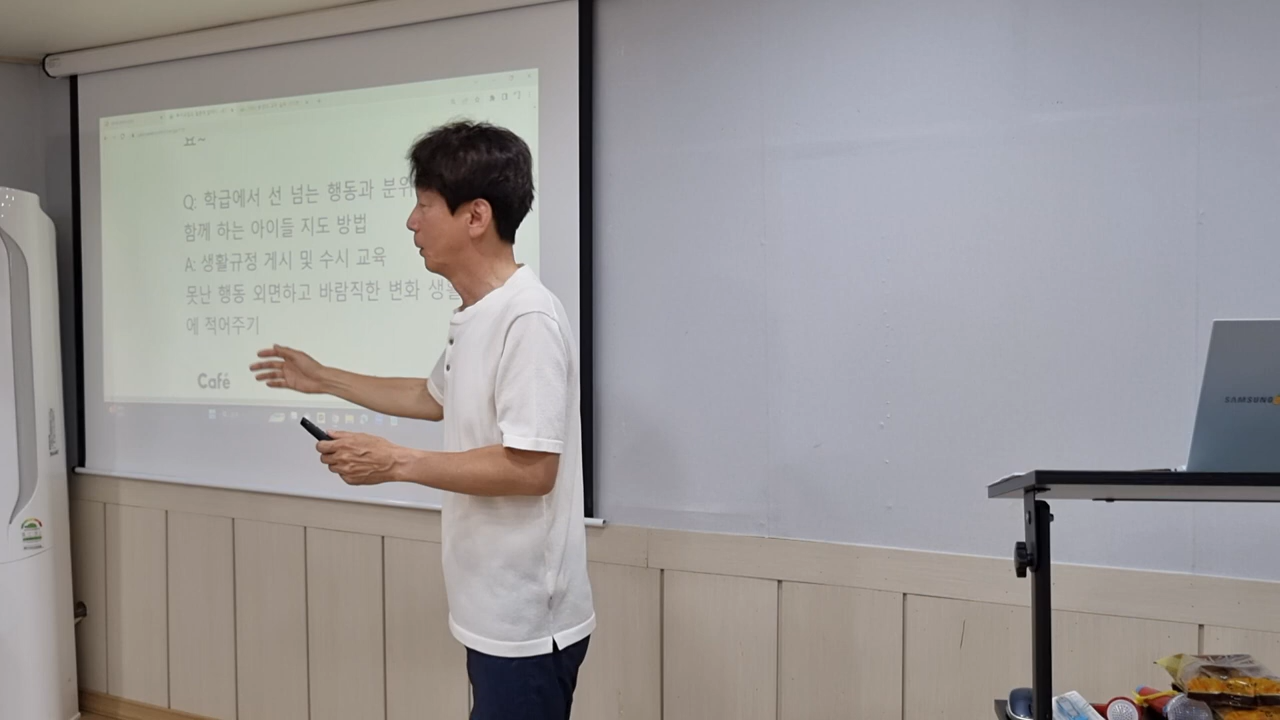 요~
Q: 학급에서 선 넘는 행동과 분위
함께 하는 아이들 지도 방법
A: 생활규정 게시 및 수시 교육
못난 행동 외면하고 바람직한 변화 생활
에 적어주기
Café
SAMSUNG